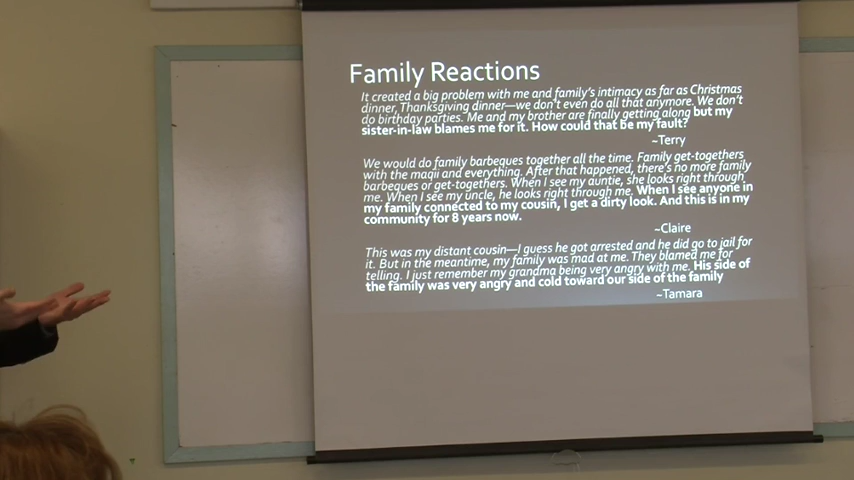 Family Reactions
It created a big problem with me and family's intimacy as far as Christmas
dinner, Thanksgiving dinner—we don't even do all that anymore. We don't
do birthday parties. Me and my brother are finally getting along but my
sister-in-law blames me for it. How could that be my fault?
~Terry
We would do family barbeques together all the time. Family get-togethers
with the maqii and everything. After that happened, there's no more family
barbeques or get-togethers. When I see my auntie, she looks right through
me. When I see my uncle, he looks right through me. When I see anyone in
my family connected to my cousin, I get a dirty look. And this is in my
community for 8 years now.
~Claire
This was my distant cousin—I guess he got arrested and he did go to jail for
it. But in the meantime, my family was mad at me. They blamed me for
telling. I just remember my grandma being very angry with me. His side of
the family was very angry and cold toward our side of the family
~Tamara